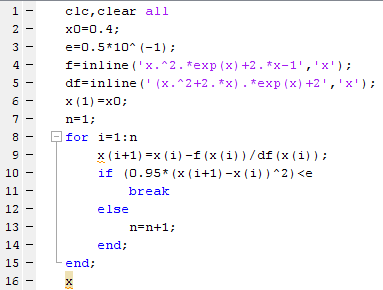 1 - clc,clear all
2 - x0=0.4;
3 - e=0.5*10^(-1);
4 - f=inline('x.^2.*exp(x)+2.*x-1','x');
5 - df=inline('(x.^2+2.*x).*exp(x)+2','x');
6 - x(1)=x0;
7 - n=1;
8 - for i=1:n
9 - x(i+1)=x(i)-f(x(i))/df(x(i));
10 - if (0.95*(x(i+1)-x(i))^2)<e
11 - break
12 - else
13 - n=n+1;
14 - end;
15 - end;
16 - x